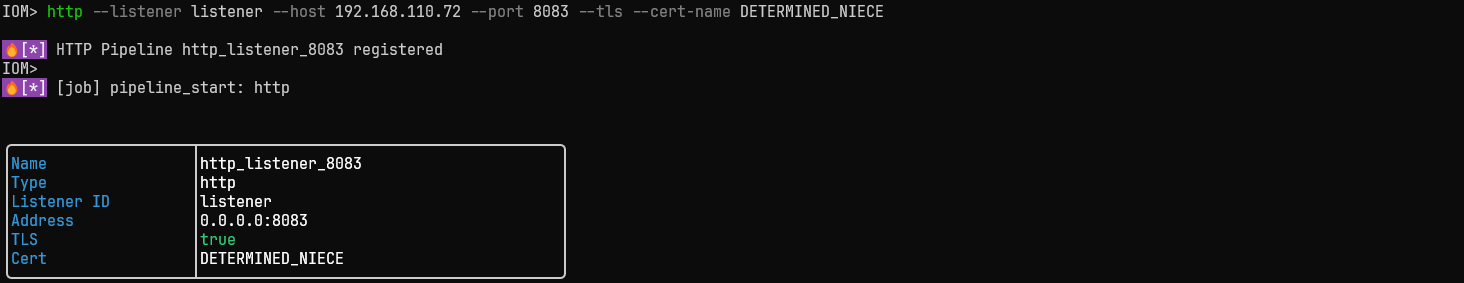 IOM> http --listener listener --host 192.168.110.72 --port 8083 --tls --cert-name DETERMINED_NIECE
🔥[*] HTTP Pipeline http_listener_8083 registered
IOM>
🔥[*] [job] pipeline_start: http
Name http_listener_8083
Type http
Listener ID listener
Address 0.0.0.0:8083
TLS true
Cert DETERMINED_NIECE